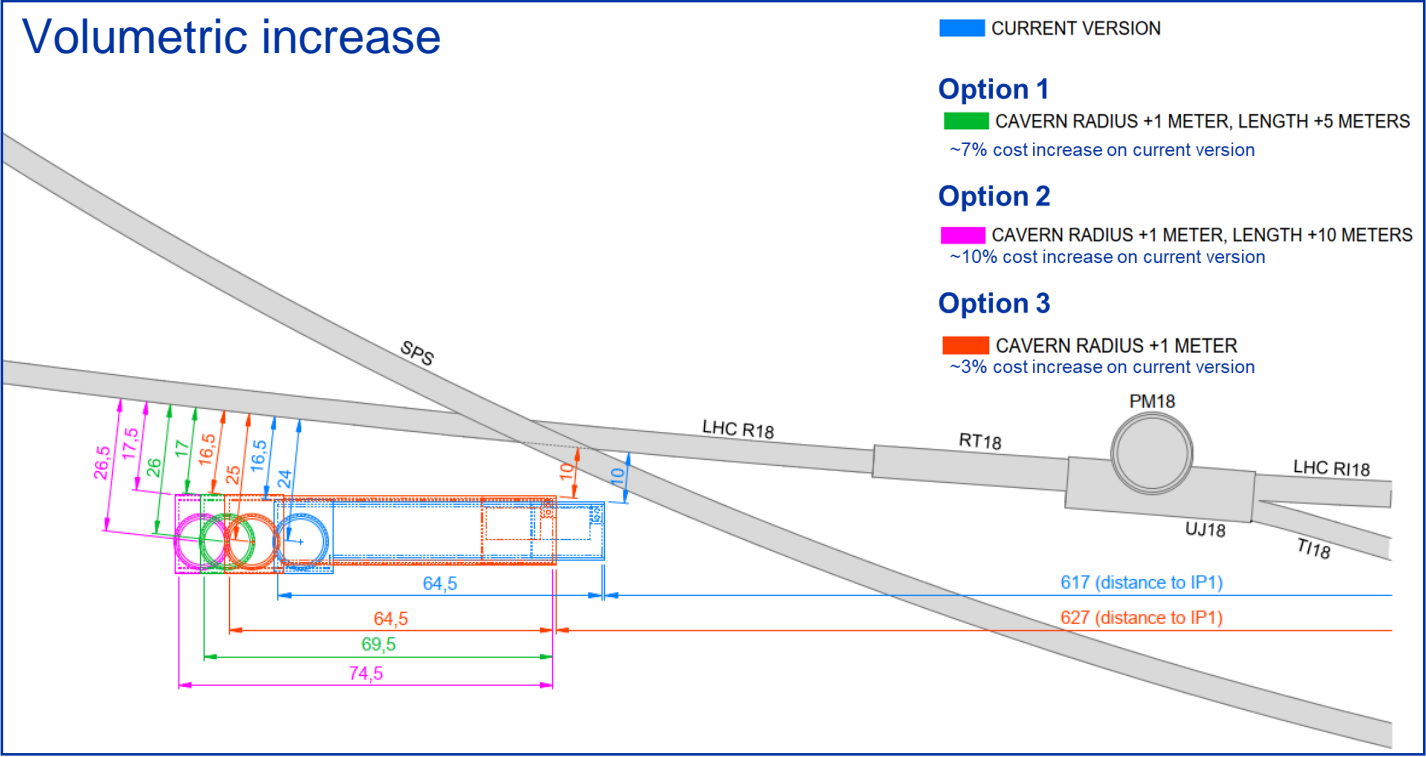 Volumetric increase
CURRENT VERSION
Option 1
CAVERN RADIUS +1 METER, LENGTH +5 METERS
~7% cost increase on current version
Option 2
CAVERN RADIUS +1 METER, LENGTH +10 METERS
~10% cost increase on current version
Option 3
CAVERN RADIUS +1 METER
~3% cost increase on current version
SPS
PM18
LHC R18
RT18
LHC RI18
UJ18
TI18
26,5
17,5
26
17
16,5
25
16,5
24
10
10
64,5
617 (distance to IP1)
64,5
627 (distance to IP1)
69,5
74,5